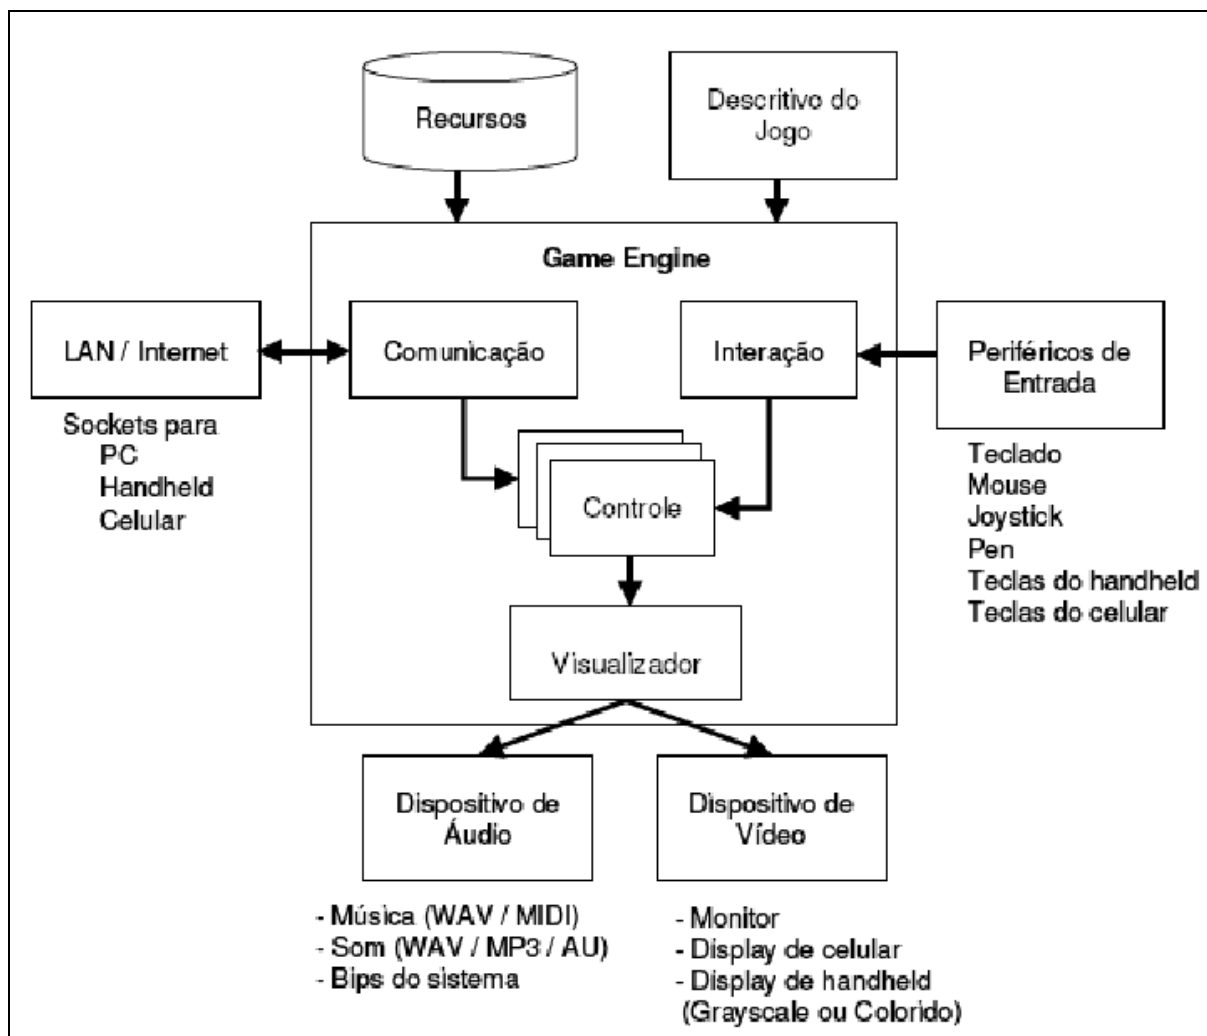 Recursos
Descritivo do
Jogo
Game Engine
LAN / Internet
Comunicação
Interação
Periféricos de
Entrada
Sockets para
PC
Handheld
Celular
Controle
Teclado
Mouse
Joystick
Pen
Teclas do handheld
Teclas do celular
Visualizador
Dispositivo de
Áudio
Dispositivo de
Vídeo
- Música (WAV / MIDI)
- Som (WAV / MP3 / AU)
- Bips do sistema
- Monitor
- Display de celular
- Display de handheld
(Grayscale ou Colorido)